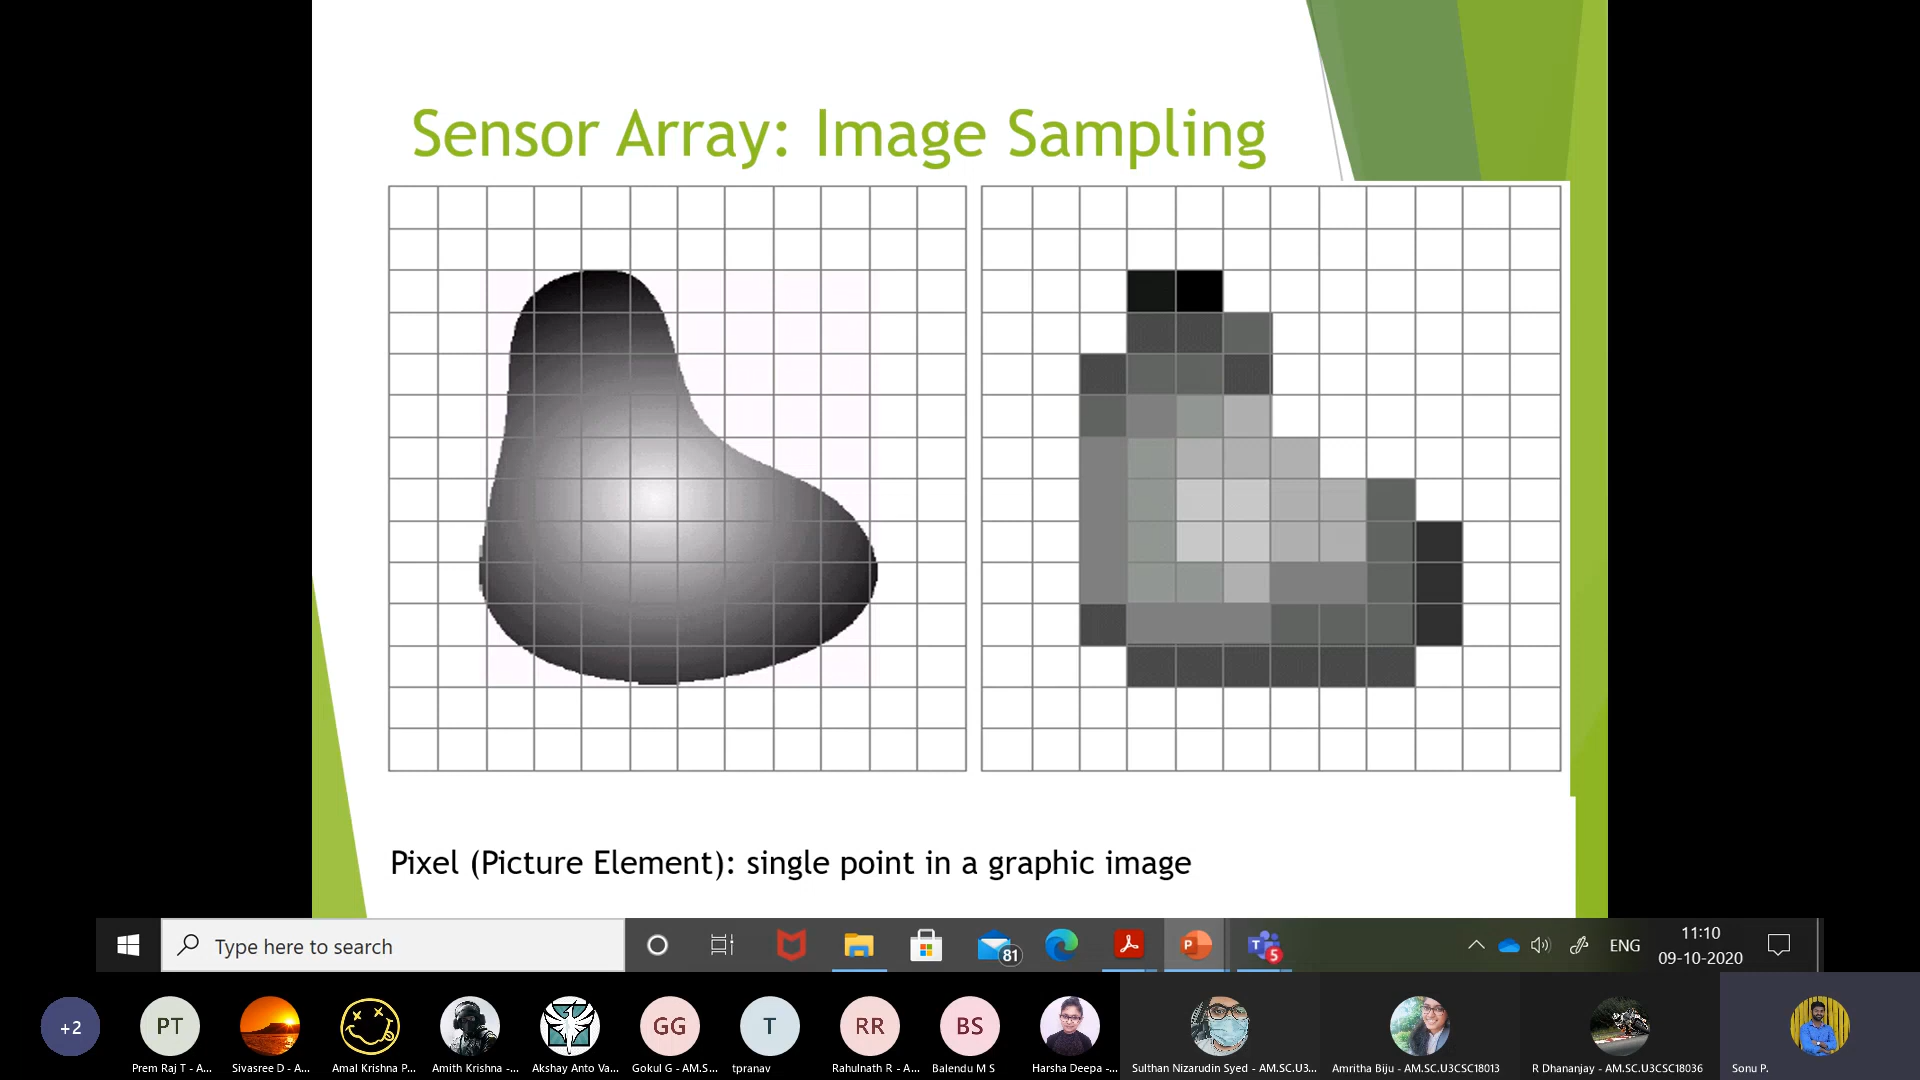 Sensor Array: Image Sampling
Pixel (Picture Element): single point in a graphic image
Type here to search
81
P
T
5
ENG
11:10
09-10-2020
+2
PT
GG
T
RR
BS
Prem Raj T - A...
Sivasree D - A...
Amal Krishna P...
Amith Krishna -...
Akshay Anto Va...
Gokul G - AM.S...
tpranav
Rahulnath R - A...
Balendu M S
Harsha Deepa -...
Sulthan Nizarudin Syed - AM.SC.U3...
Amritha Biju - AM.SC.U3CSC18013
R Dhananjay - AM.SC.U3CSC18036
Sonu P.